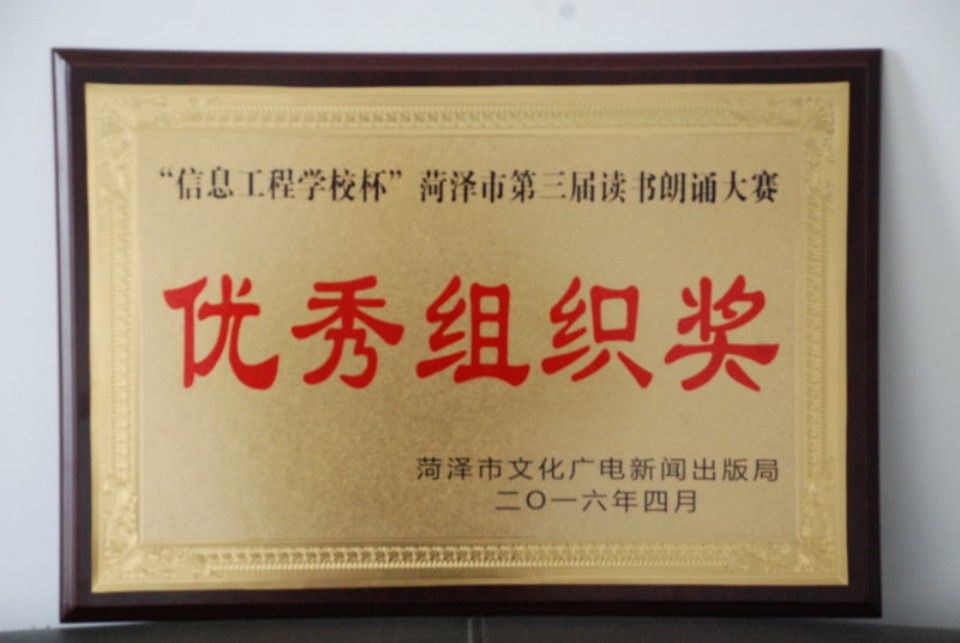 “信息工程学校杯”菏泽市第三届读书朗诵大赛
优秀组织奖
菏泽市文化广电新闻出版局
二〇一六年四月